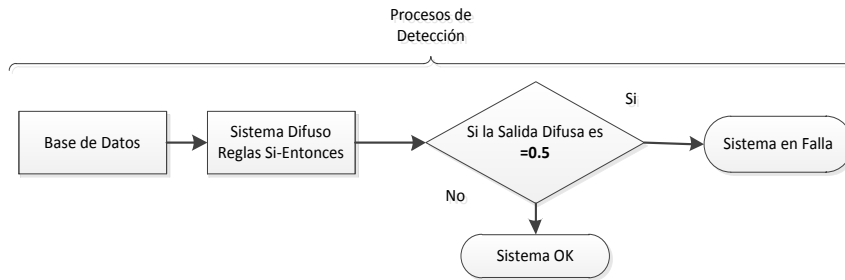 Procesos de
Detección
Base de Datos
Sistema Difuso
Reglas Si-Entonces
Si la Salida Difusa es
=0.5
Si
Sistema en Falla
No
Sistema OK